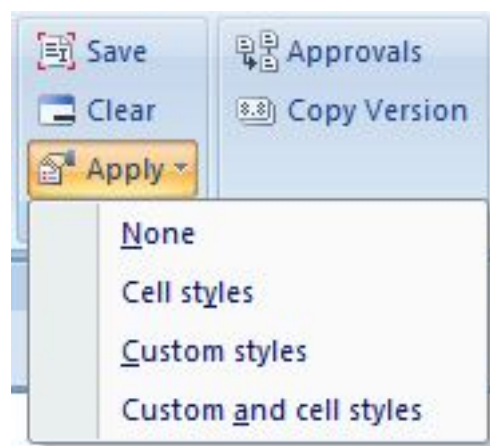 Save
Approvals
Clear
Copy Version
Apply
None
Cell styles
Custom styles
Custom and cell styles